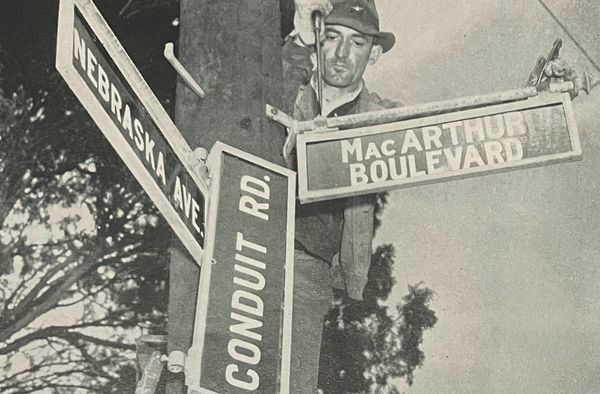 NEBRASKA AVE.
CONDUIT RD.
MACARTHUR
BOULEVARD